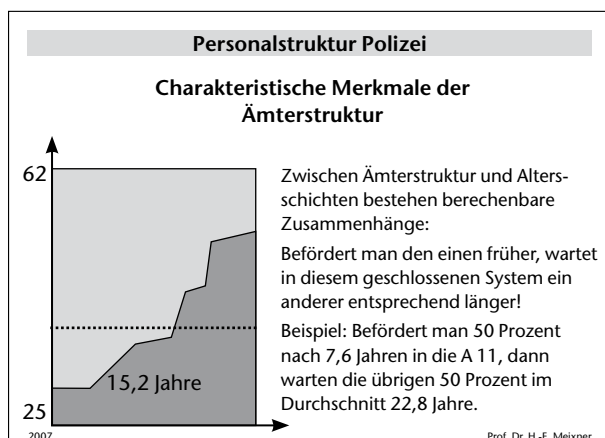 Personalstruktur Polizei
Charakteristische Merkmale der
Ämterstruktur
62
15,2 Jahre
25
Zwischen Ämterstruktur und Alters-
schichten bestehen berechenbare
Zusammenhänge:
Befördert man den einen früher, wartet
in diesem geschlossenen System ein
anderer entsprechend länger!
Beispiel: Befördert man 50 Prozent
nach 7,6 Jahren in die A 11, dann
warten die übrigen 50 Prozent im
Durchschnitt 22,8 Jahre.
2007
Prof. Dr. H.-E. Meixner